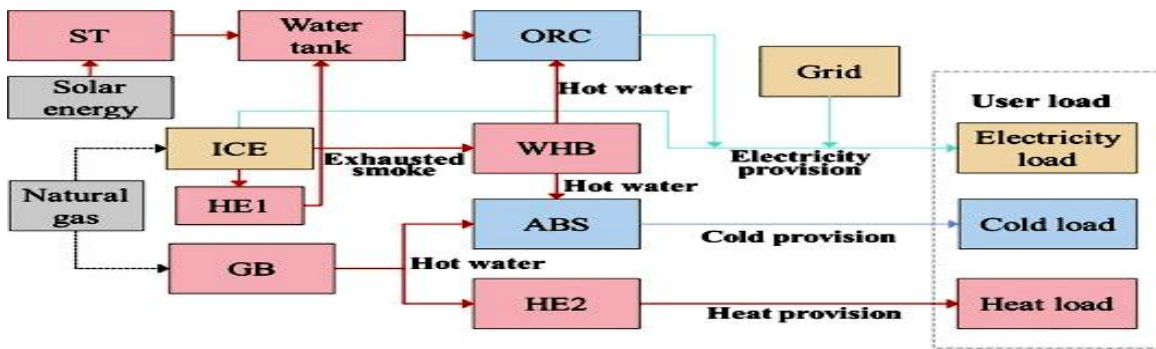 ST
Water
tank
ORC
Grid
Solar
energy
Hot water
User load
ICE
Exhausted
smoke
WHB
Electricity
provision
Electricity
load
Natural
gas
HE1
Hot water
ABS
Cold provision
Cold load
GB
Hot water
HE2
Heat provision
Heat load